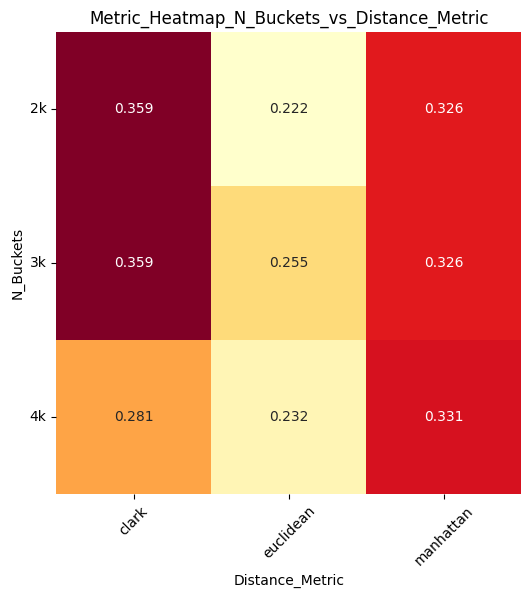 Metric_Heatmap_N_Buckets_vs_Distance_Metric
N_Buckets
2k 0.359 0.222 0.326
3k 0.359 0.255 0.326
4k 0.281 0.232 0.331
clark euclidean manhattan
Distance_Metric